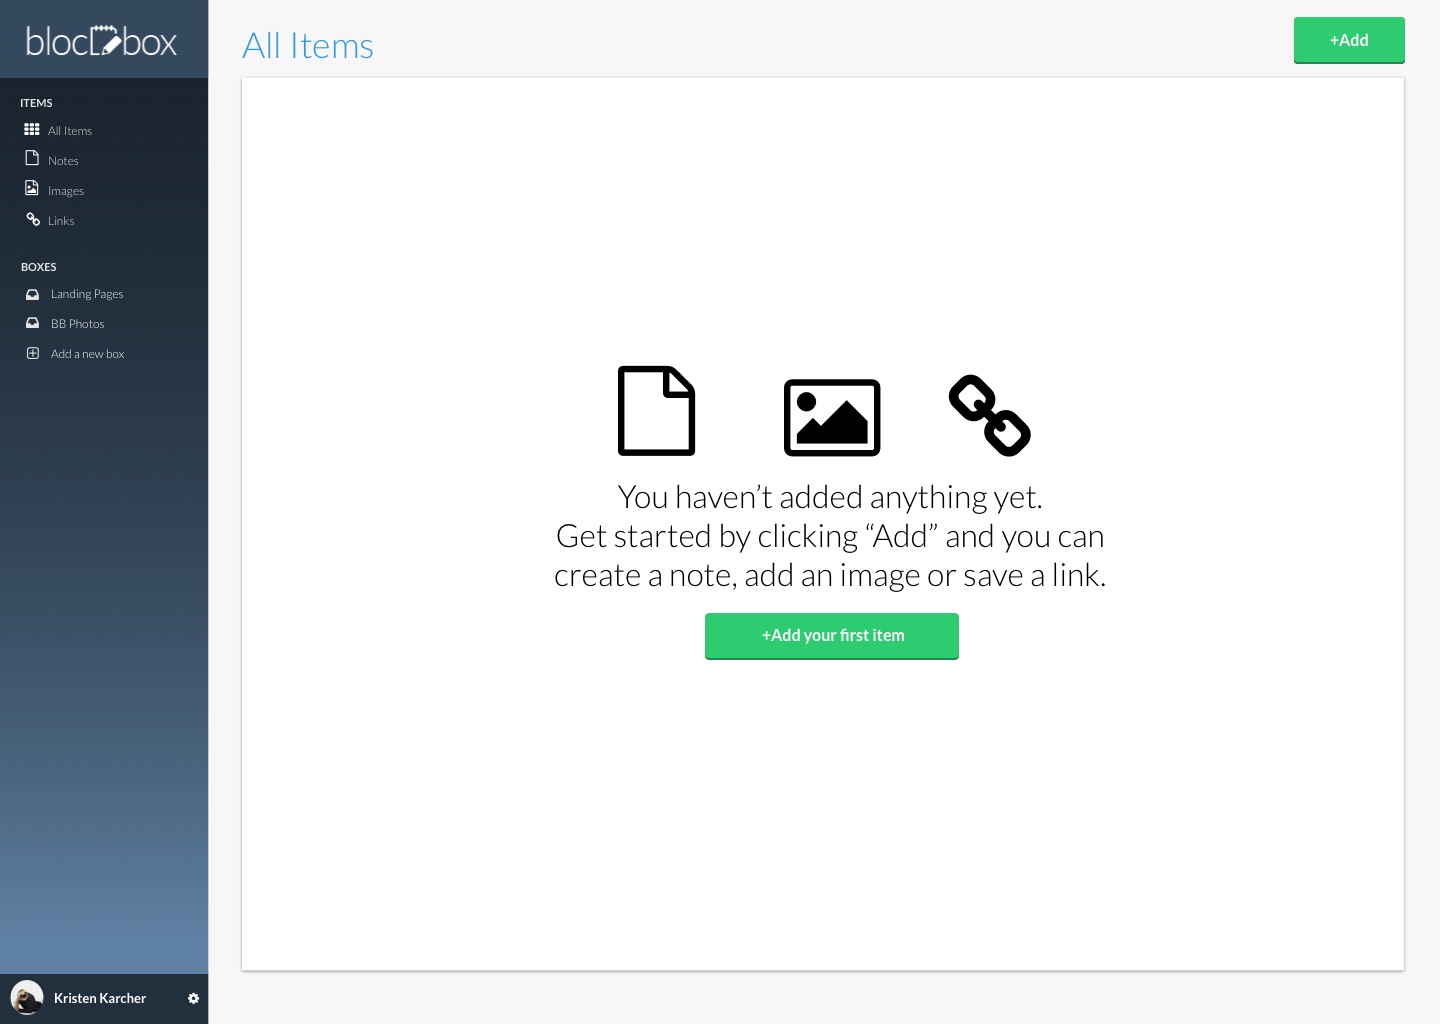 blocbox
All Items
+Add
ITEMS
All Items
Notes
Images
Links
BOXES
Landing Pages
BB Photos
Add a new box
You haven’t added anything yet.
Get started by clicking “Add” and you can
create a note, add an image or save a link.
+Add your first item
Kristen Karcher